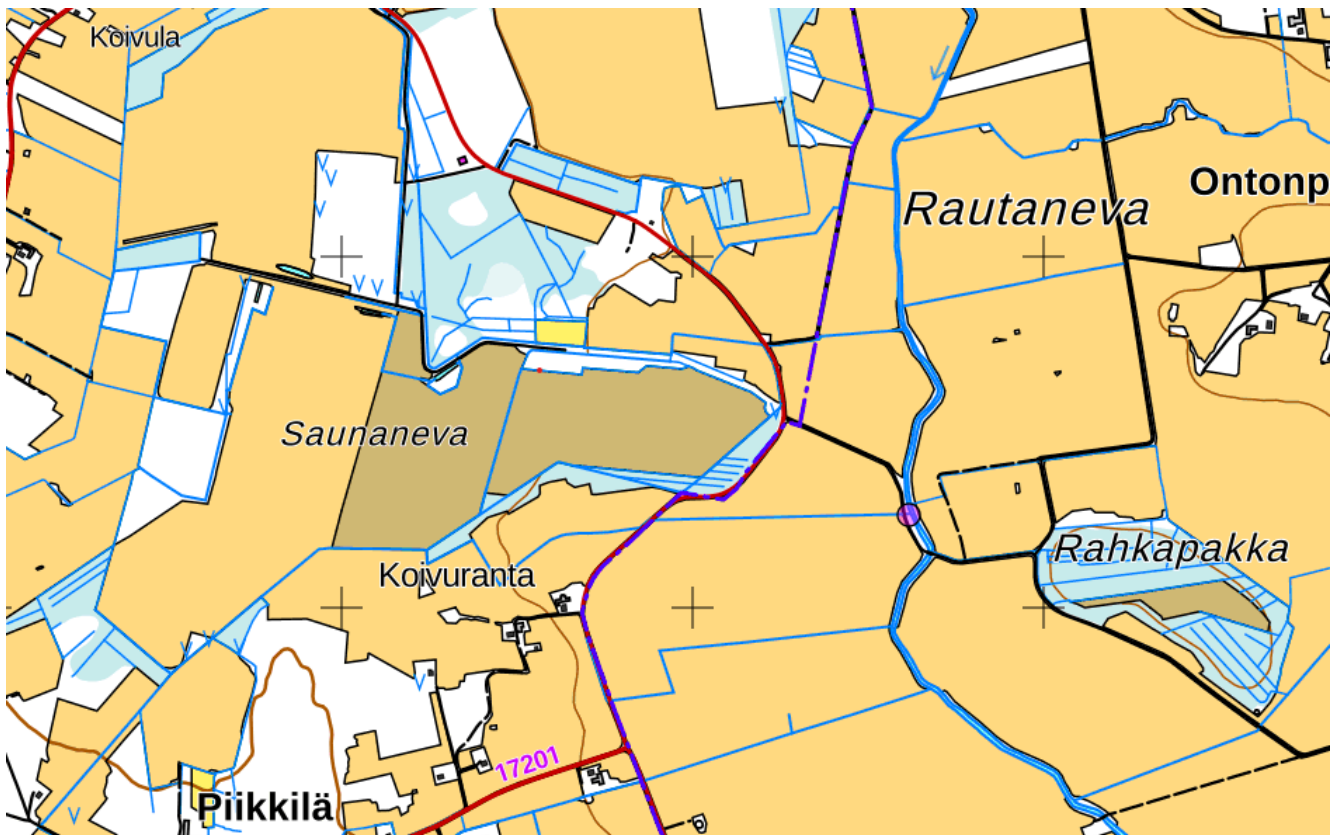 Koivula
Ontonp
Rautaneva
Saunaneva
Rahkapakka
Koivuranta
17201
Piikkilä